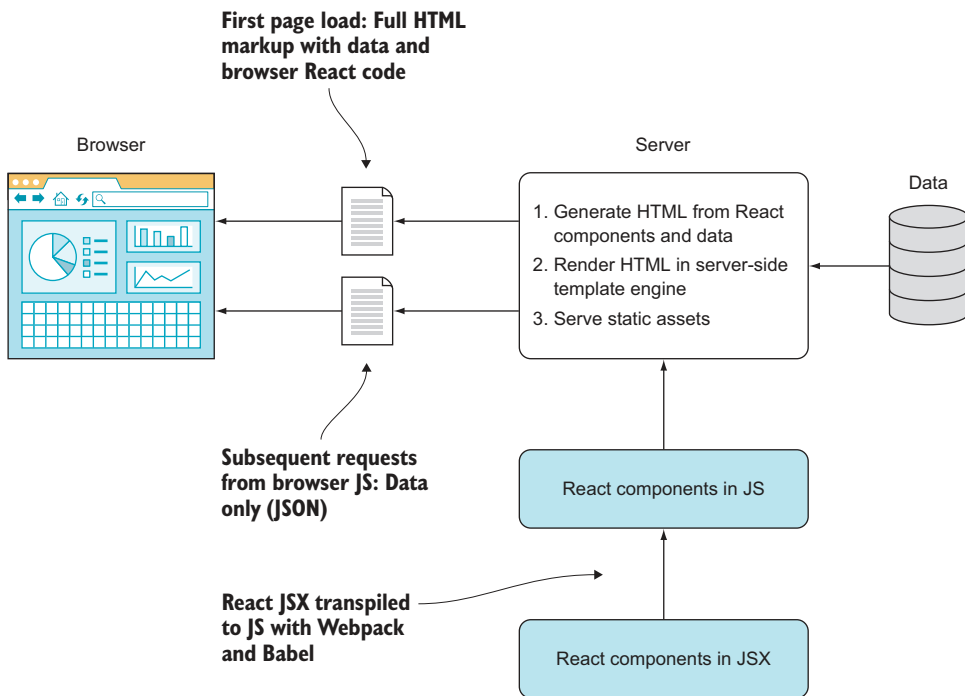 First page load: Full HTML
markup with data and
browser React code
Browser
Server
Data
1. Generate HTML from React
components and data
2. Render HTML in server-side
template engine
3. Serve static assets
Subsequent requests
from browser JS: Data
only (JSON)
React components in JS
React JSX transpiled
to JS with Webpack
and Babel
React components in JSX